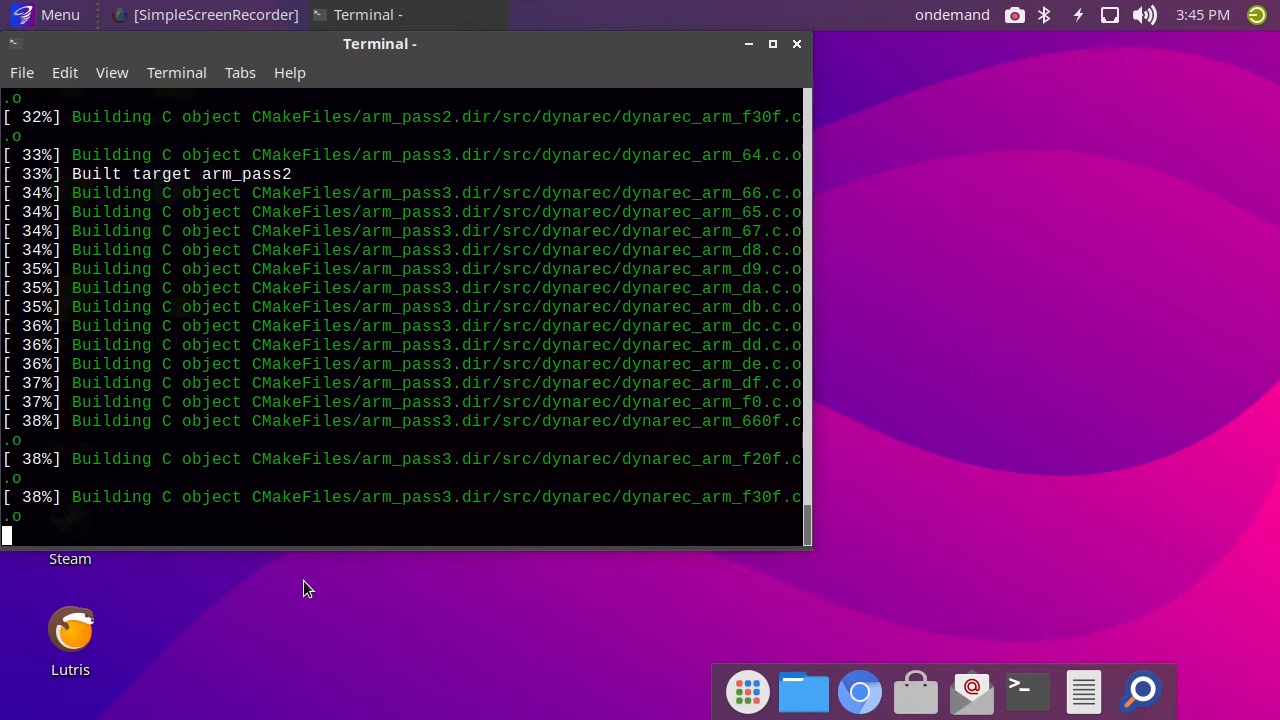 Menu [SimpleScreenRecorder] Terminal - ondemand 3:45 PM
Terminal -
File Edit View Terminal Tabs Help
.o
[ 32%] Building C object CMakeFiles/arm_pass2.dir/src/dynarec/dynarec_arm_f30f.c
.o
[ 33%] Building C object CMakeFiles/arm_pass3.dir/src/dynarec/dynarec_arm_64.c.o
[ 33%] Built target arm_pass2
[ 34%] Building C object CMakeFiles/arm_pass3.dir/src/dynarec/dynarec_arm_66.c.o
[ 34%] Building C object CMakeFiles/arm_pass3.dir/src/dynarec/dynarec_arm_65.c.o
[ 34%] Building C object CMakeFiles/arm_pass3.dir/src/dynarec/dynarec_arm_67.c.o
[ 34%] Building C object CMakeFiles/arm_pass3.dir/src/dynarec/dynarec_arm_d8.c.o
[ 35%] Building C object CMakeFiles/arm_pass3.dir/src/dynarec/dynarec_arm_d9.c.o
[ 35%] Building C object CMakeFiles/arm_pass3.dir/src/dynarec/dynarec_arm_da.c.o
[ 35%] Building C object CMakeFiles/arm_pass3.dir/src/dynarec/dynarec_arm_db.c.o
[ 36%] Building C object CMakeFiles/arm_pass3.dir/src/dynarec/dynarec_arm_dc.c.o
[ 36%] Building C object CMakeFiles/arm_pass3.dir/src/dynarec/dynarec_arm_dd.c.o
[ 36%] Building C object CMakeFiles/arm_pass3.dir/src/dynarec/dynarec_arm_de.c.o
[ 37%] Building C object CMakeFiles/arm_pass3.dir/src/dynarec/dynarec_arm_df.c.o
[ 37%] Building C object CMakeFiles/arm_pass3.dir/src/dynarec/dynarec_arm_f0.c.o
[ 38%] Building C object CMakeFiles/arm_pass3.dir/src/dynarec/dynarec_arm_660f.c
.o
[ 38%] Building C object CMakeFiles/arm_pass3.dir/src/dynarec/dynarec_arm_f20f.c
.o
[ 38%] Building C object CMakeFiles/arm_pass3.dir/src/dynarec/dynarec_arm_f30f.c
.o
Steam
Lutris